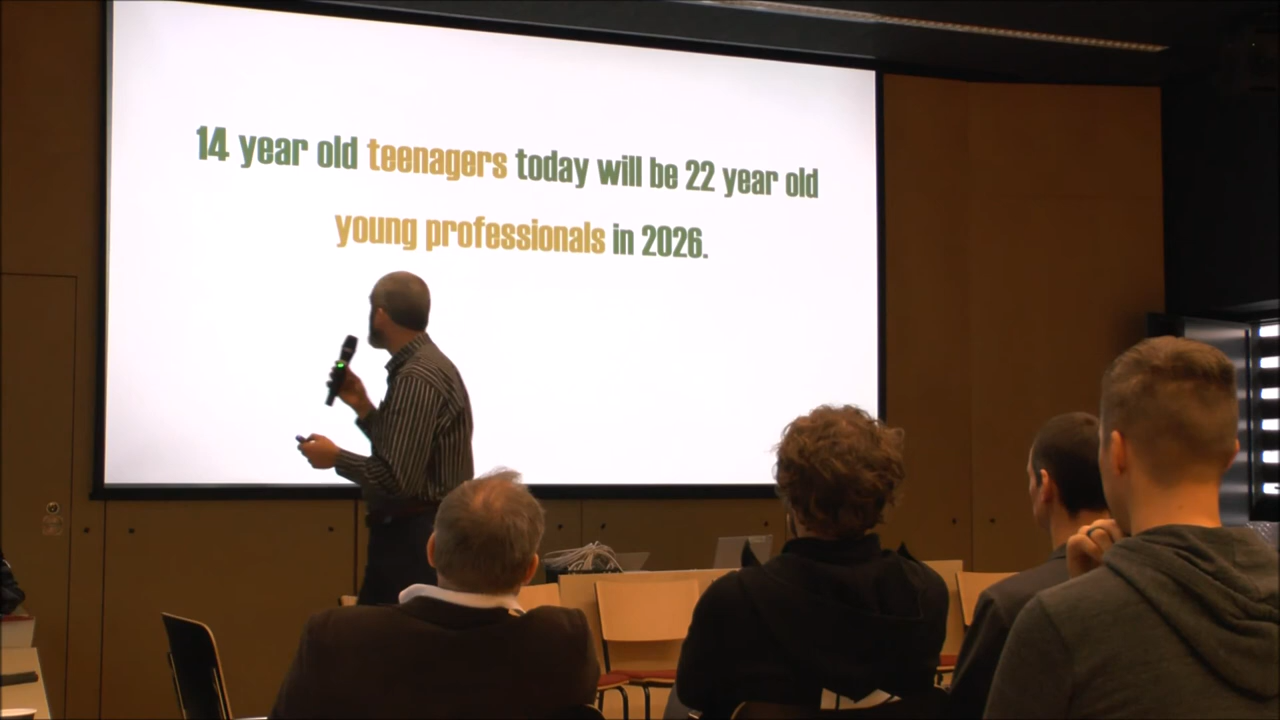 14 year old teenagers today will be 22 year old
young professionals in 2026.